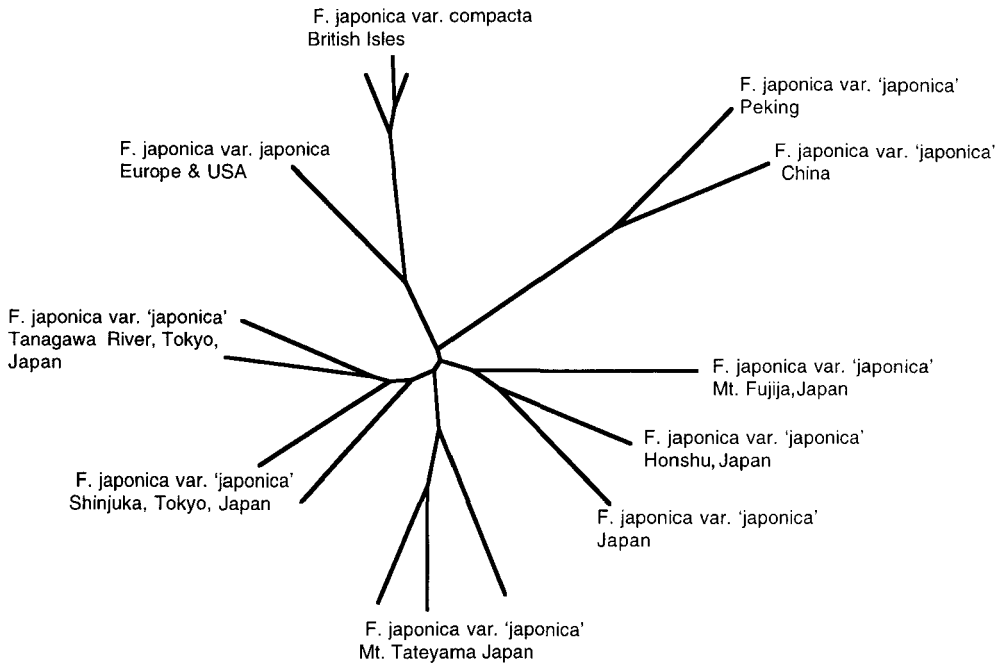 F. japonica var. compacta
British Isles
F. japonica var. 'japonica'
Peking
F. japonica var. japonica
Europe & USA
F. japonica var. 'japonica'
China
F. japonica var. 'japonica'
Tanagawa River, Tokyo,
Japan
F. japonica var. 'japonica'
Mt. Fujija, Japan
F. japonica var. 'japonica'
Honshu, Japan
F. japonica var. 'japonica'
Shinjuka, Tokyo, Japan
F. japonica var. 'japonica'
Japan
F. japonica var. 'japonica'
Mt. Tateyama Japan